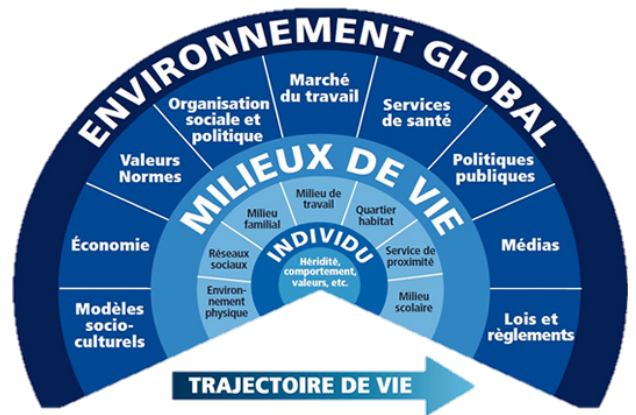 ENVIRONNEMENT GLOBAL
Modèles
socio-
culturels
Économie
Valeurs
Normes
Organisation
sociale et
politique
Marché
du travail
Services
de santé
Politiques
publiques
Médias
Lois et
règlements
MILIEUX DE VIE
Environ-
nement
physique
Réseaux
sociaux
Milieu
familial
Milieu de
travail
Quartier
habitat
Service de
proximité
Milieu
scolaire
INDIVIDU
Héridité,
comportement,
valeurs, etc.
TRAJECTOIRE DE VIE